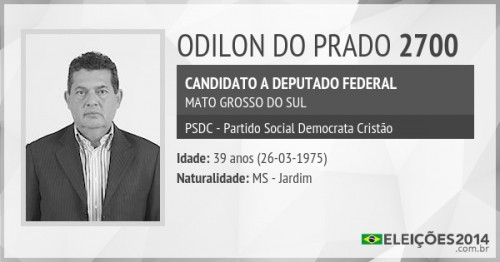 ODILON DO PRADO 2700
CANDIDATO A DEPUTADO FEDERAL
MATO GROSSO DO SUL
PSDC - Partido Social Democrata Cristão
Idade: 39 anos (26-03-1975)
Naturalidade: MS - Jardim
ELEIÇÕES2014
.com.br